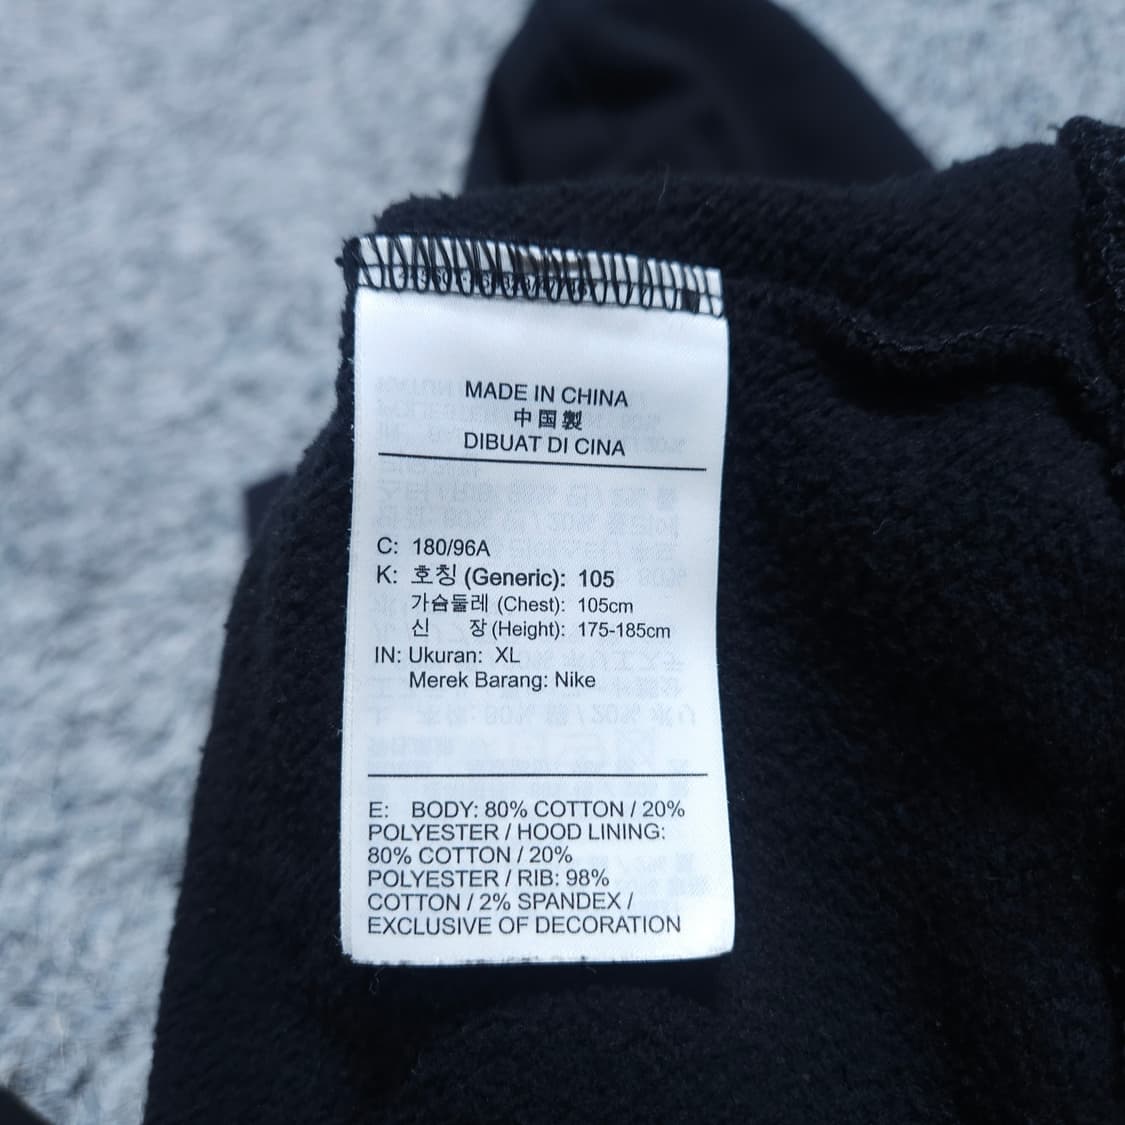 MADE IN CHINA
中国製
DIBUAT DI CINA
C: 180/96A
K: 호칭 (Generic): 105
가슴둘레 (Chest): 105cm
신 장 (Height): 175-185cm
IN: Ukuran: XL
Merek Barang: Nike
E: BODY: 80% COTTON / 20%
POLYESTER / HOOD LINING:
80% COTTON / 20%
POLYESTER / RIB: 98%
COTTON / 2% SPANDEX /
EXCLUSIVE OF DECORATION